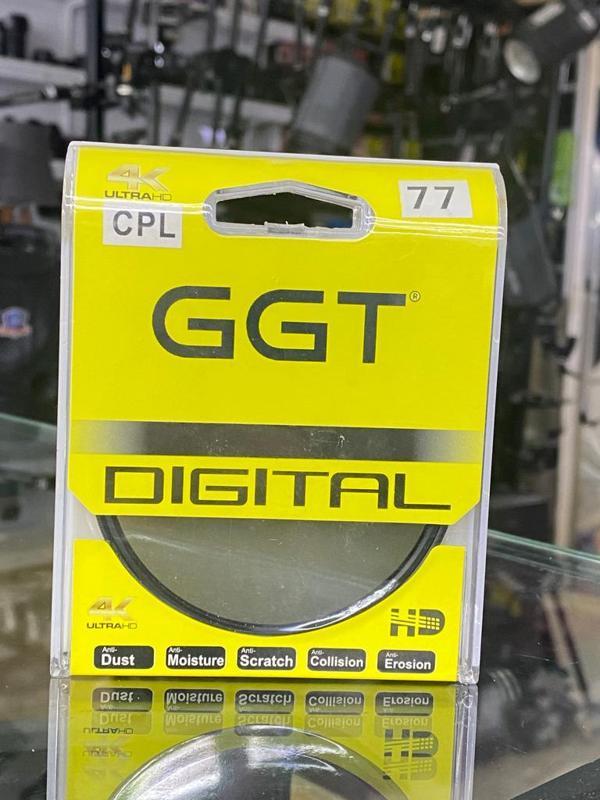 4K
ULTRAHD
CPL
77
GGT®
DIGITAL
4K
ULTRAHD
HD
Anti-
Dust
Anti-
Moisture
Anti-
Scratch
Anti-
Collision
Anti-
Erosion